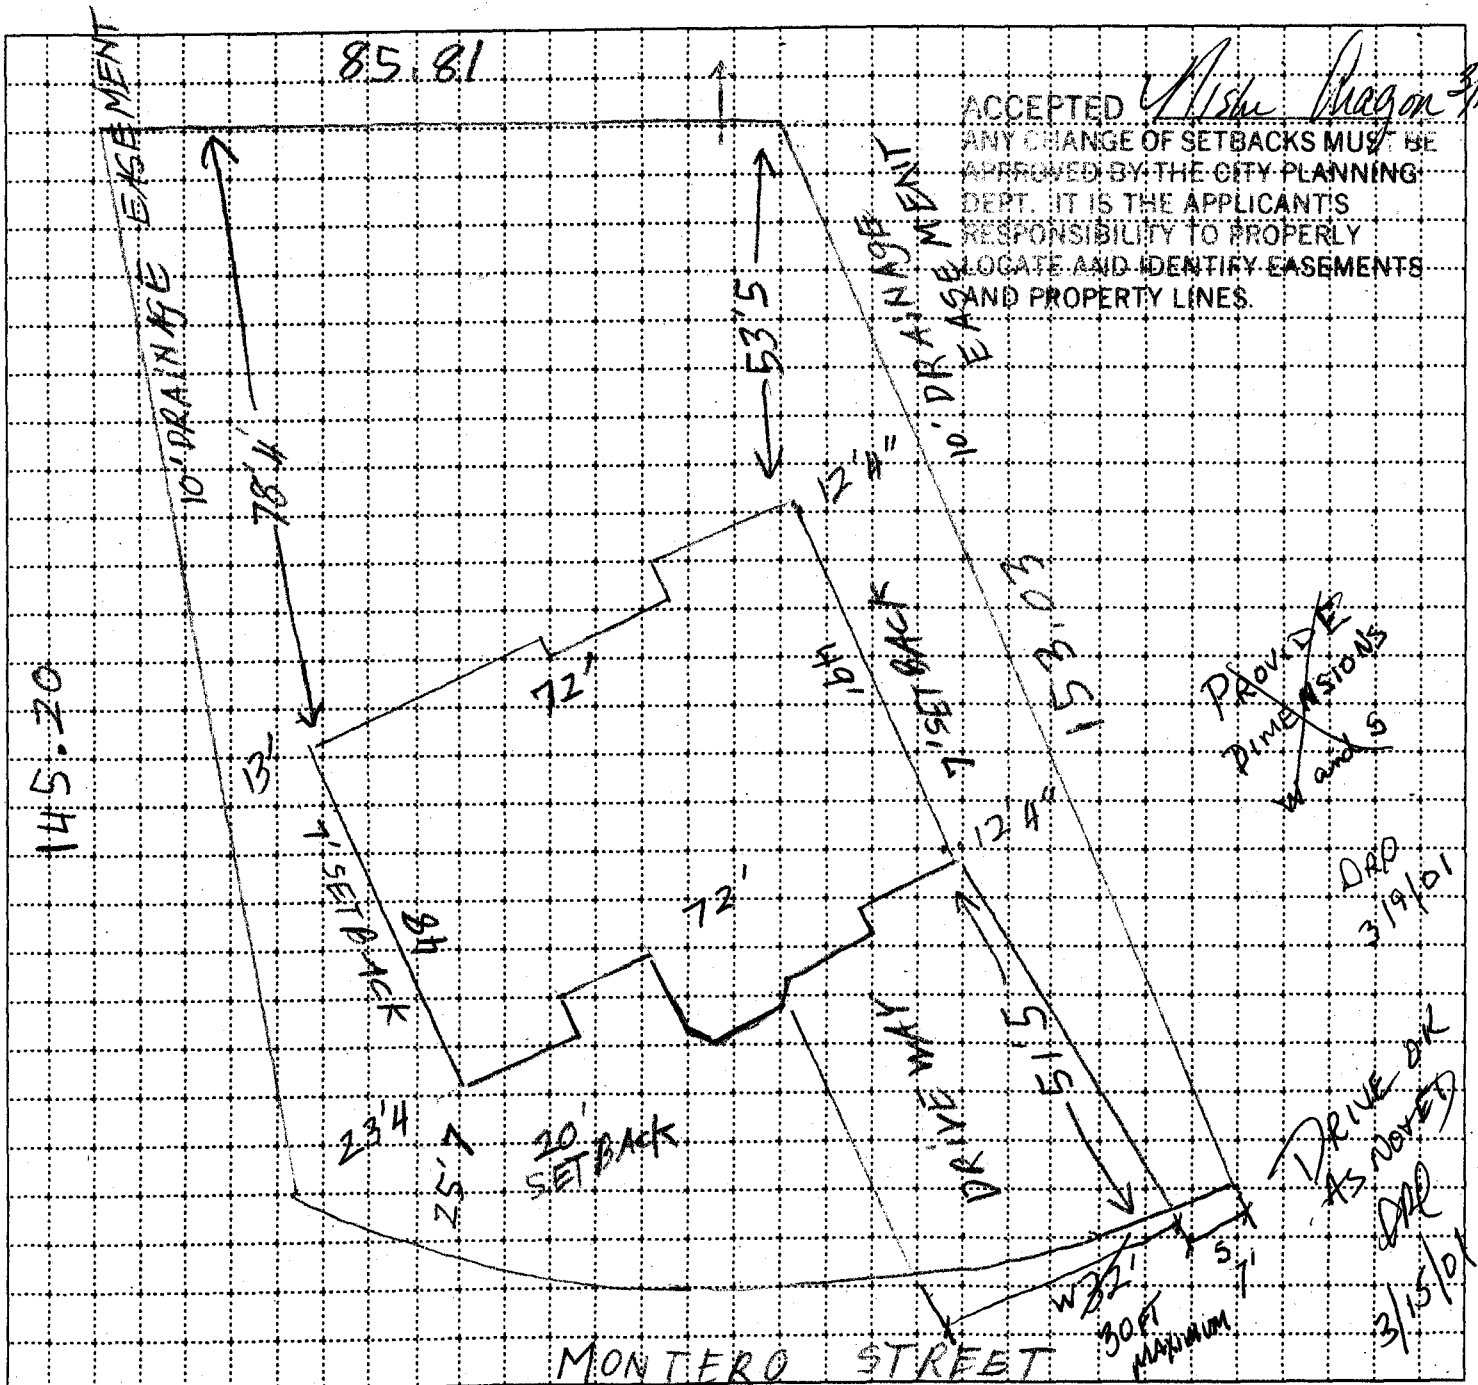 85.81
ACCEPTED
ANY CHANGE OF SETBACKS MUST BE
APPROVED BY THE CITY PLANNING
DEPT. IT IS THE APPLICANT'S
RESPONSIBILITY TO PROPERLY
LOCATE AND IDENTIFY EASEMENTS
AND PROPERTY LINES.
10' DRAINAGE EASEMENT
10' DRAINAGE
EASEMENT
78'4'
53'5
12'4"
145.20
13'
72'
49'
7' SET BACK
153.03
PROVIDE
DIMENSIONS
W and S
DRP
3/19/01
12'4"
7' SET BACK
48
72'
DRIVE WAY
51'5
23'4
25'7
20'
SET BACK
DRIVE OK
AS NOTED
3/15/01
W 32'
30 FT
MAXIMUM
S 7'
MONTERO STREET